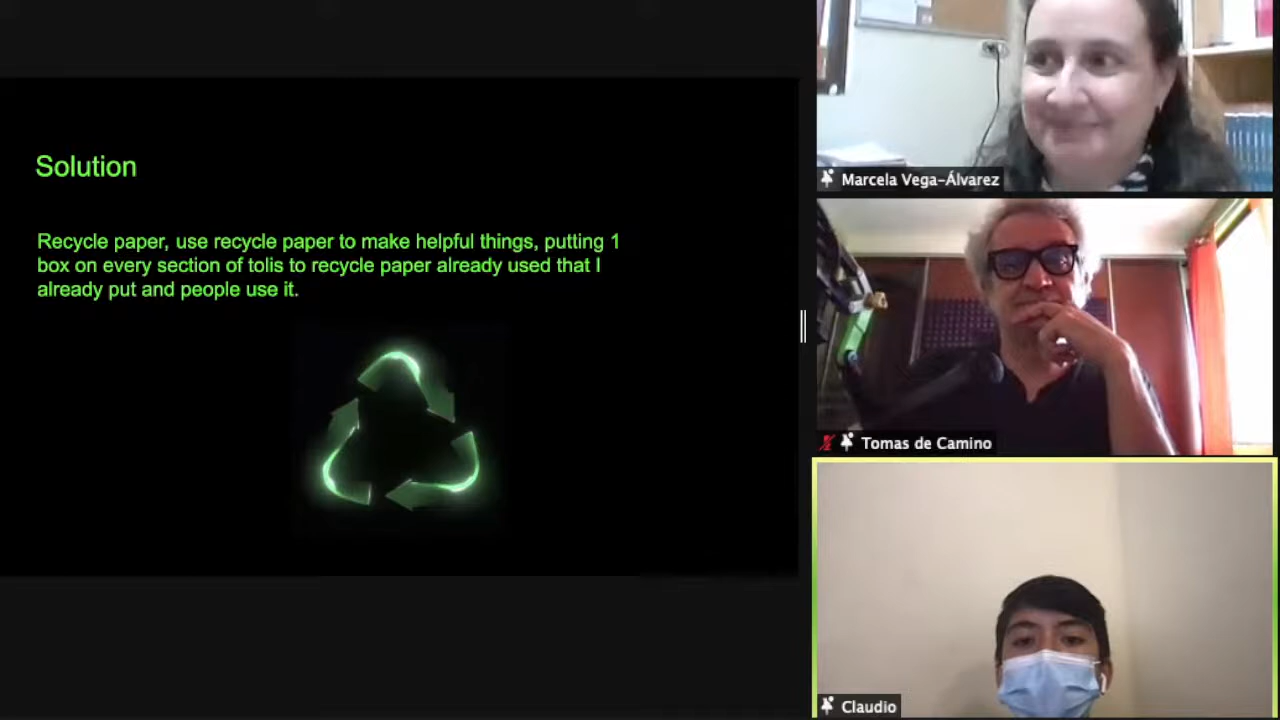 Solution
Recycle paper, use recycle paper to make helpful things, putting 1
box on every section of tolis to recycle paper already used that I
already put and people use it.
Marcela Vega-Álvarez
Tomas de Camino
Claudio